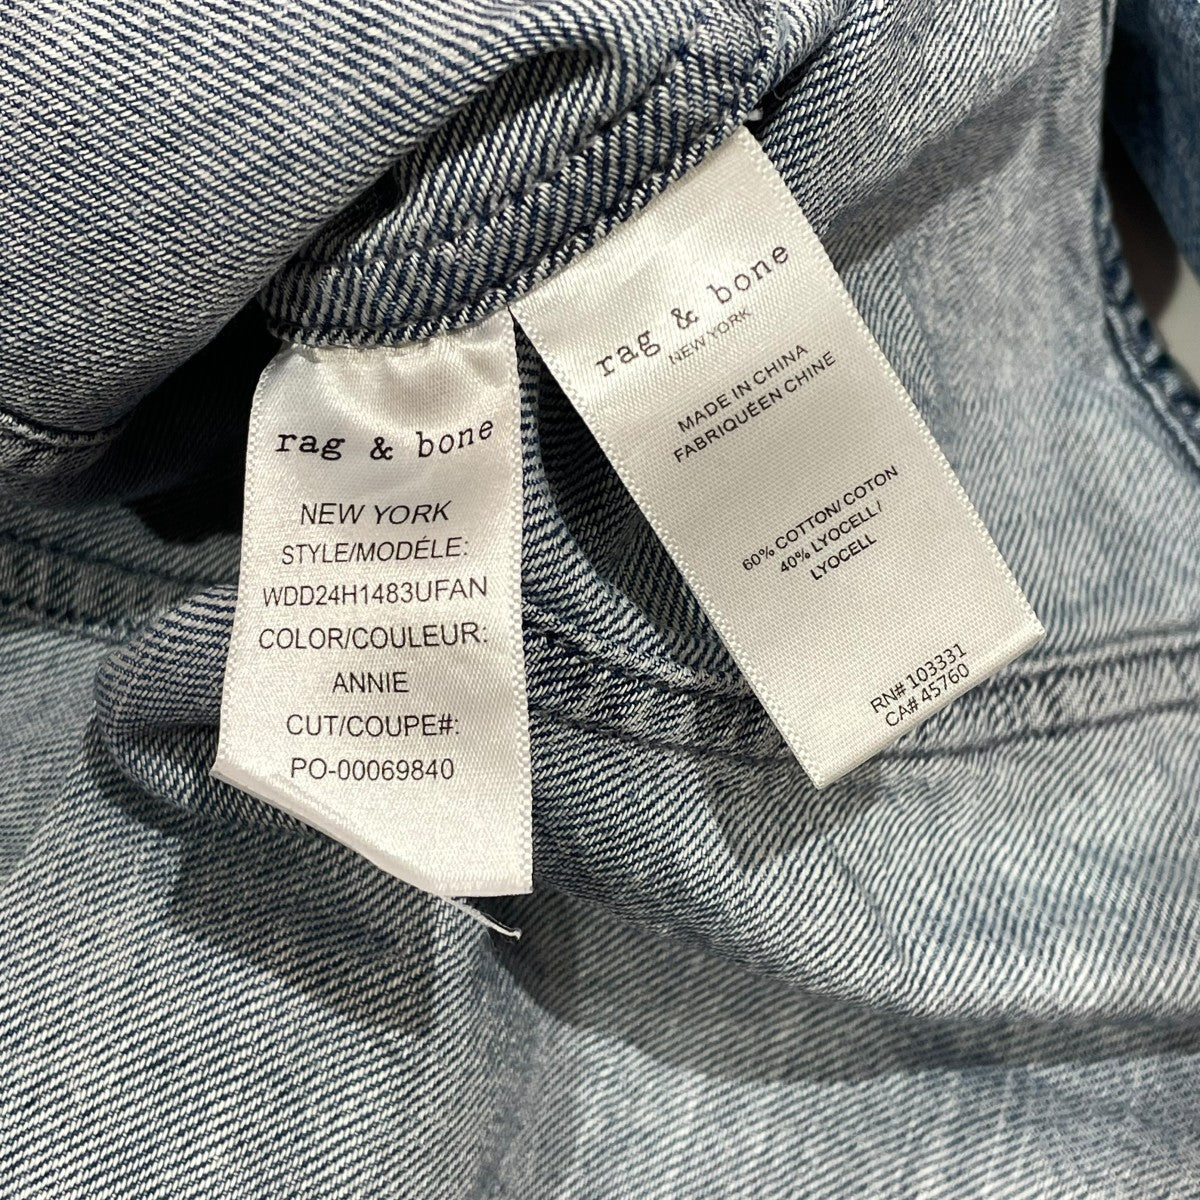 rag & bone
NEW YORK
STYLE/MODÉLE:
WDD24H1483UFAN
COLOR/COULEUR:
ANNIE
CUT/COUPE#:
PO-00069840
rag & bone
NEW YORK
MADE IN CHINA
FABRIQUÉEN CHINE
60% COTTON/ COTON
40% LYOCELL/
LYOCELL
RN# 103331
CA# 45760